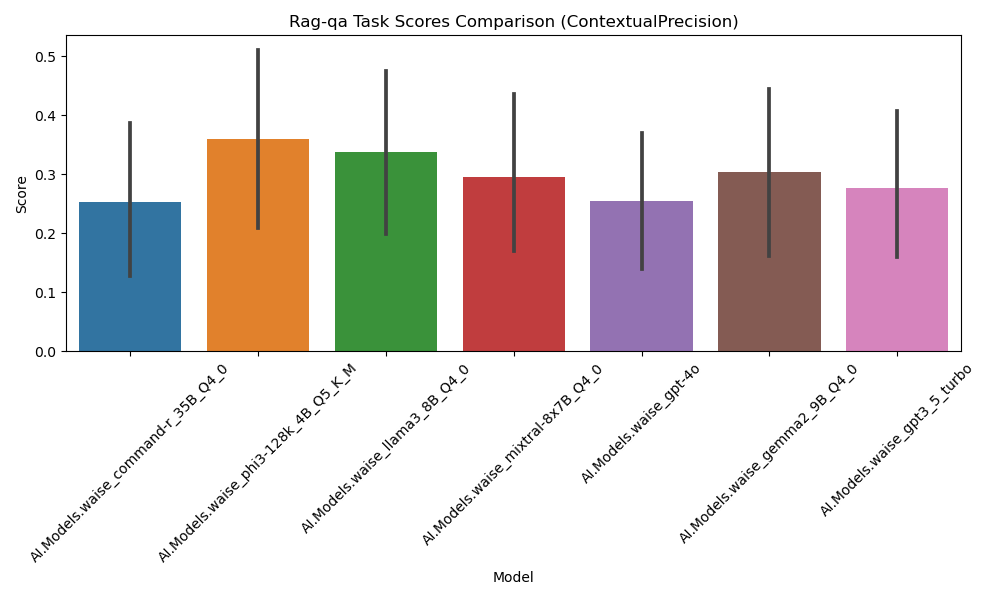 Rag-qa Task Scores Comparison (ContextualPrecision)
Score
0.5
0.4
0.3
0.2
0.1
0.0
AI.Models.waise_command-r_35B_Q4_0
AI.Models.waise_phi3-128K_4B_Q5_K_M
AI.Models.waise_llama3_8B_Q4_0
AI.Models.waise_mixtral-8x7B_Q4_0
AI.Models.waise_gpt-4o
AI.Models.waise_gemma2_9B_Q4_0
AI.Models.waise_gpt3_5_turbo
Model